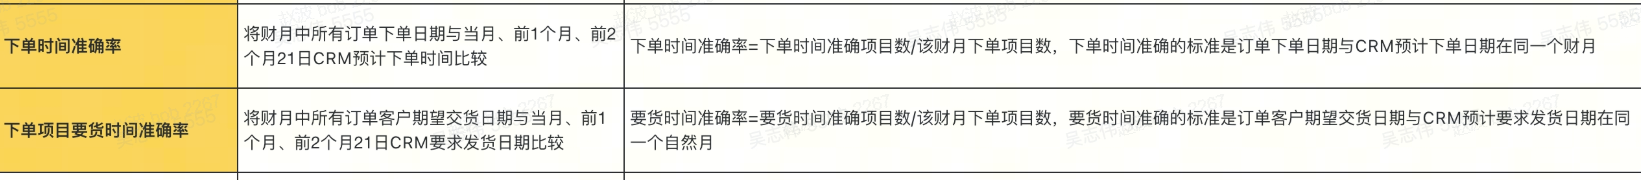 下单时间准确率
将财月中所有订单下单日期与当月、前1个月、前2
个月21日CRM预计下单时间比较
下单时间准确率=下单时间准确项目数/该财月下单项目数，下单时间准确的标准是订单下单日期与CRM预计下单日期在同一个财月
下单项目要货时间准确率
将财月中所有订单客户期望交货日期与当月、前1
个月、前2个月21日CRM要求发货日期比较
要货时间准确率=要货时间准确项目数/该财月下单项目数，要货时间准确的标准是订单客户期望交货日期与CRM预计要求发货日期在同
一个自然月